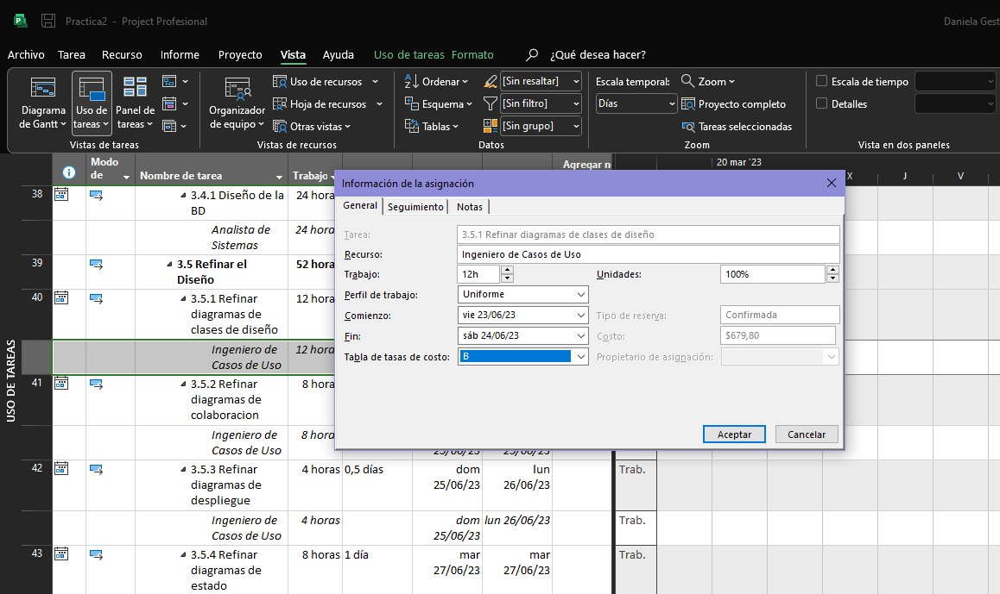 Practica2 - Project Profesional
Daniela Gest
Archivo Tarea Recurso Informe Proyecto Vista Ayuda Uso de tareas Formato ¿Qué desea hacer?
Diagrama de Gantt
Uso de tareas
Panel de tareas
Vistas de tareas
Organizador de equipo
Uso de recursos
Hoja de recursos
Otras vistas
Vistas de recursos
Ordenar
Esquema
Tablas
[Sin resaltar]
[Sin filtro]
[Sin grupo]
Datos
Escala temporal:
Días
Zoom
Proyecto completo
Tareas seleccionadas
Zoom
Escala de tiempo
Detalles
Vista en dos paneles
Modo de
Nombre de tarea
Trabajo
Agregar n
20 mar '23
X J V
USO DE TAREAS
38 3.4.1 Diseño de la BD 24 hora
Analista de Sistemas 24 hora
39 3.5 Refinar el Diseño 52 hora
40 3.5.1 Refinar diagramas de clases de diseño 12 hora
Ingeniero de Casos de Uso 12 hora
41 3.5.2 Refinar diagramas de colaboracion 8 hora
Ingeniero de Casos de Uso 8 hora 25/06/23 25/06/23
42 3.5.3 Refinar diagramas de despliegue 4 horas 0,5 días dom 25/06/23 lun 26/06/23 Trab.
Ingeniero de Casos de Uso 4 horas dom 25/06/23 lun 26/06/23 Trab.
43 3.5.4 Refinar diagramas de estado 8 horas 1 día mar 27/06/23 mar 27/06/23 Trab.
Información de la asignación
General Seguimiento Notas
Tarea: 3.5.1 Refinar diagramas de clases de diseño
Recurso: Ingeniero de Casos de Uso
Trabajo: 12h Unidades: 100%
Perfil de trabajo: Uniforme
Comienzo: vie 23/06/23 Tipo de reserva: Confirmada
Fin: sáb 24/06/23 Costo: $679,80
Tabla de tasas de costo: B Propietario de asignación:
Aceptar Cancelar